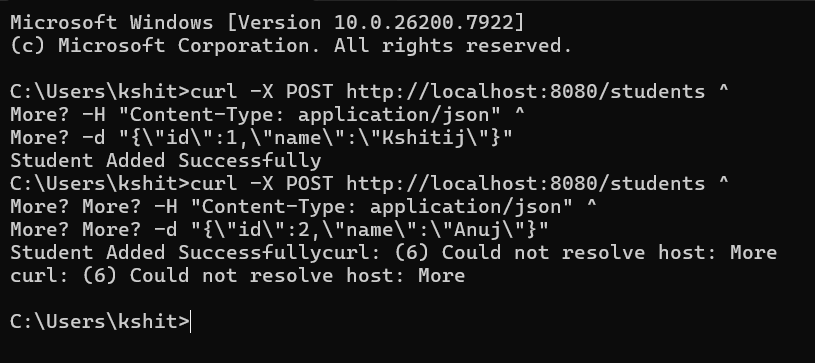 Microsoft Windows [Version 10.0.26200.7922]
(c) Microsoft Corporation. All rights reserved.
C:\Users\kshit>curl -X POST http://localhost:8080/students ^
More? -H "Content-Type: application/json" ^
More? -d "{\"id\":1,\"name\":\"Kshitij\"}"
Student Added Successfully
C:\Users\kshit>curl -X POST http://localhost:8080/students ^
More? More? -H "Content-Type: application/json" ^
More? More? -d "{\"id\":2,\"name\":\"Anuj\"}"
Student Added Successfullycurl: (6) Could not resolve host: More
curl: (6) Could not resolve host: More
C:\Users\kshit>